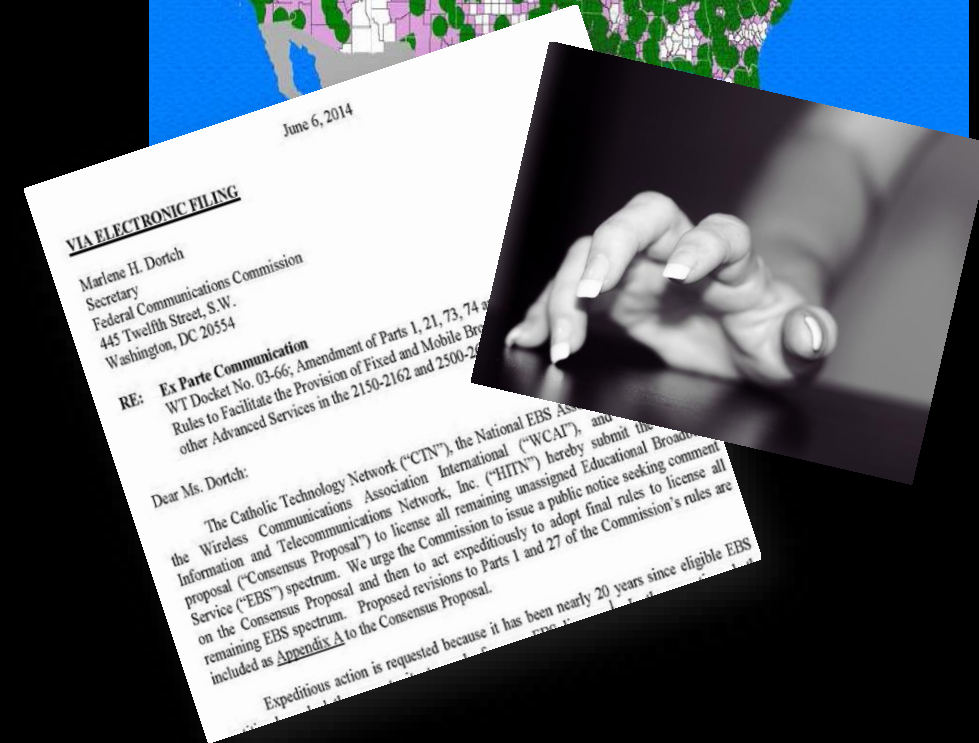 June 6, 2014
VIA ELECTRONIC FILING
Marlene H. Dortch
Secretary
Federal Communications Commission
445 Twelfth Street, S.W.
Washington, DC 20554
RE: Ex Parte Communication
WT Docket No. 03-66; Amendment of Parts 1, 21, 73, 74
Rules to Facilitate the Provision of Fixed and Mobile
other Advanced Services in the 2150-2162 and
Dear Ms. Dortch:
The Catholic Technology Network (“CTN”), the National EBS
the Wireless Communications Association International (“WCAI”), and
Information and Telecommunications Network, Inc. (“HITN”) hereby submit the
proposal (“Consensus Proposal”) to license all remaining unassigned Educational
Service (“EBS”) spectrum. We urge the Commission to issue a public notice seeking comment
on the Consensus Proposal and then to act expeditiously to adopt final rules to license all
remaining EBS spectrum. Proposed revisions to Parts 1 and 27 of the Commission’s rules are
included as Appendix A to the Consensus Proposal.
Expeditious action is requested because it has been nearly 20 years since eligible EBS